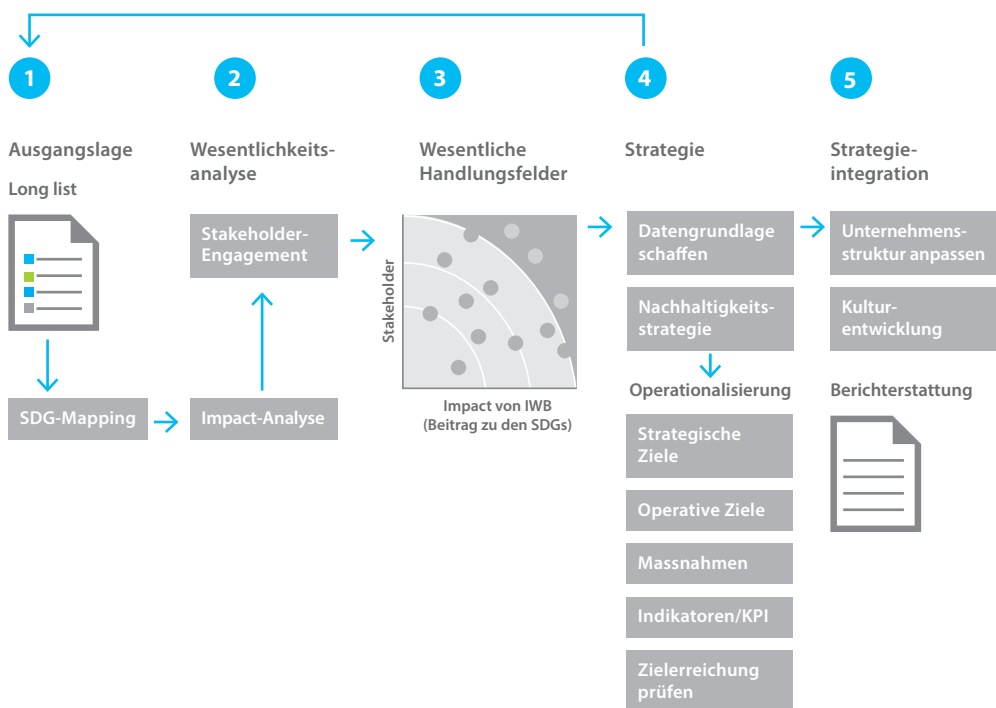 1
Ausgangslage
Long list
SDG-Mapping
2
Wesentlichkeits-
analyse
Stakeholder-
Engagement
Impact-Analyse
3
Wesentliche
Handlungsfelder
Stakeholder
Impact von IWB
(Beitrag zu den SDGs)
4
Strategie
Datengrundlage
schaffen
Nachhaltigkeits-
strategie
Operationalisierung
Strategische
Ziele
Operative Ziele
Massnahmen
Indikatoren/KPI
Zielerreichung
prüfen
5
Strategie-
integration
Unternehmens-
struktur anpassen
Kultur-
entwicklung
Berichterstattung